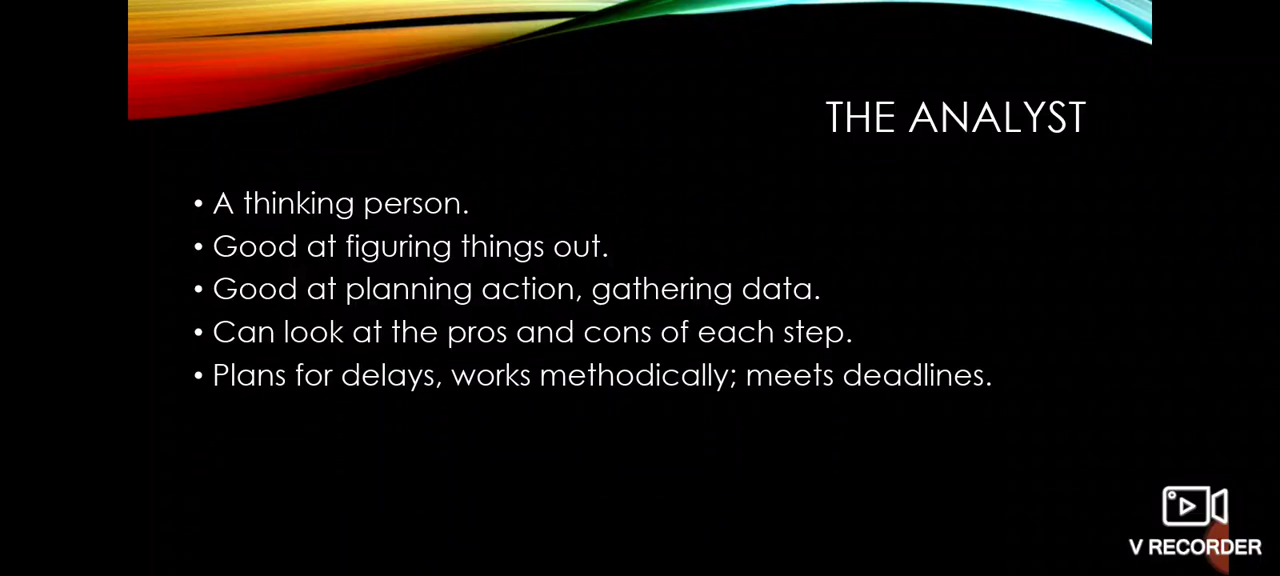 THE ANALYST
• A thinking person.
• Good at figuring things out.
• Good at planning action, gathering data.
• Can look at the pros and cons of each step.
• Plans for delays, works methodically; meets deadlines.
V RECORDER